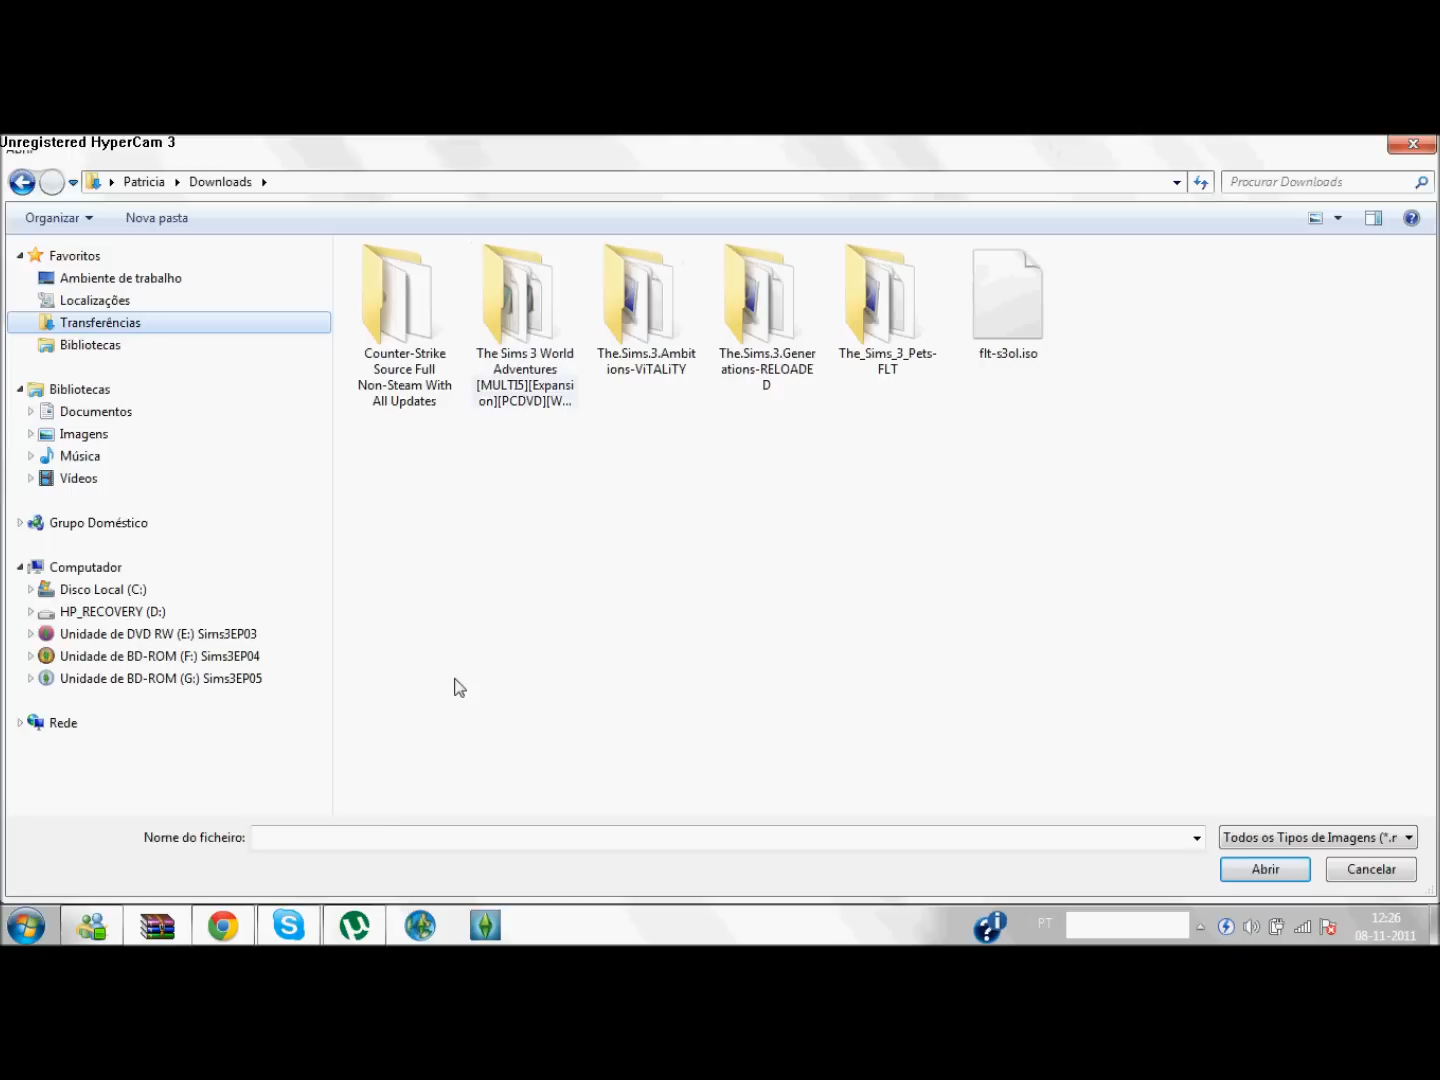 Unregistered HyperCam 3
Patricia Downloads
Procurar Downloads
Organizar
Nova pasta
Favoritos
Ambiente de trabalho
Localizações
Transferências
Bibliotecas
Bibliotecas
Documentos
Imagens
Música
Vídeos
Grupo Doméstico
Computador
Disco Local (C:)
HP_RECOVERY (D:)
Unidade de DVD RW (E:) Sims3EP03
Unidade de BD-ROM (F:) Sims3EP04
Unidade de BD-ROM (G:) Sims3EP05
Rede
Counter-Strike
Source Full
Non-Steam With
All Updates
The Sims 3 World
Adventures
[MULTI5][Expansi
on][PCDVD][W...
The.Sims.3.Ambit
ions-ViTALiTY
The.Sims.3.Gener
ations-RELOADE
D
The_Sims_3_Pets-
FLT
flt-s3ol.iso
Nome do ficheiro:
Todos os Tipos de Imagens (*.r
Abrir
Cancelar
PT
12:26
08-11-2011